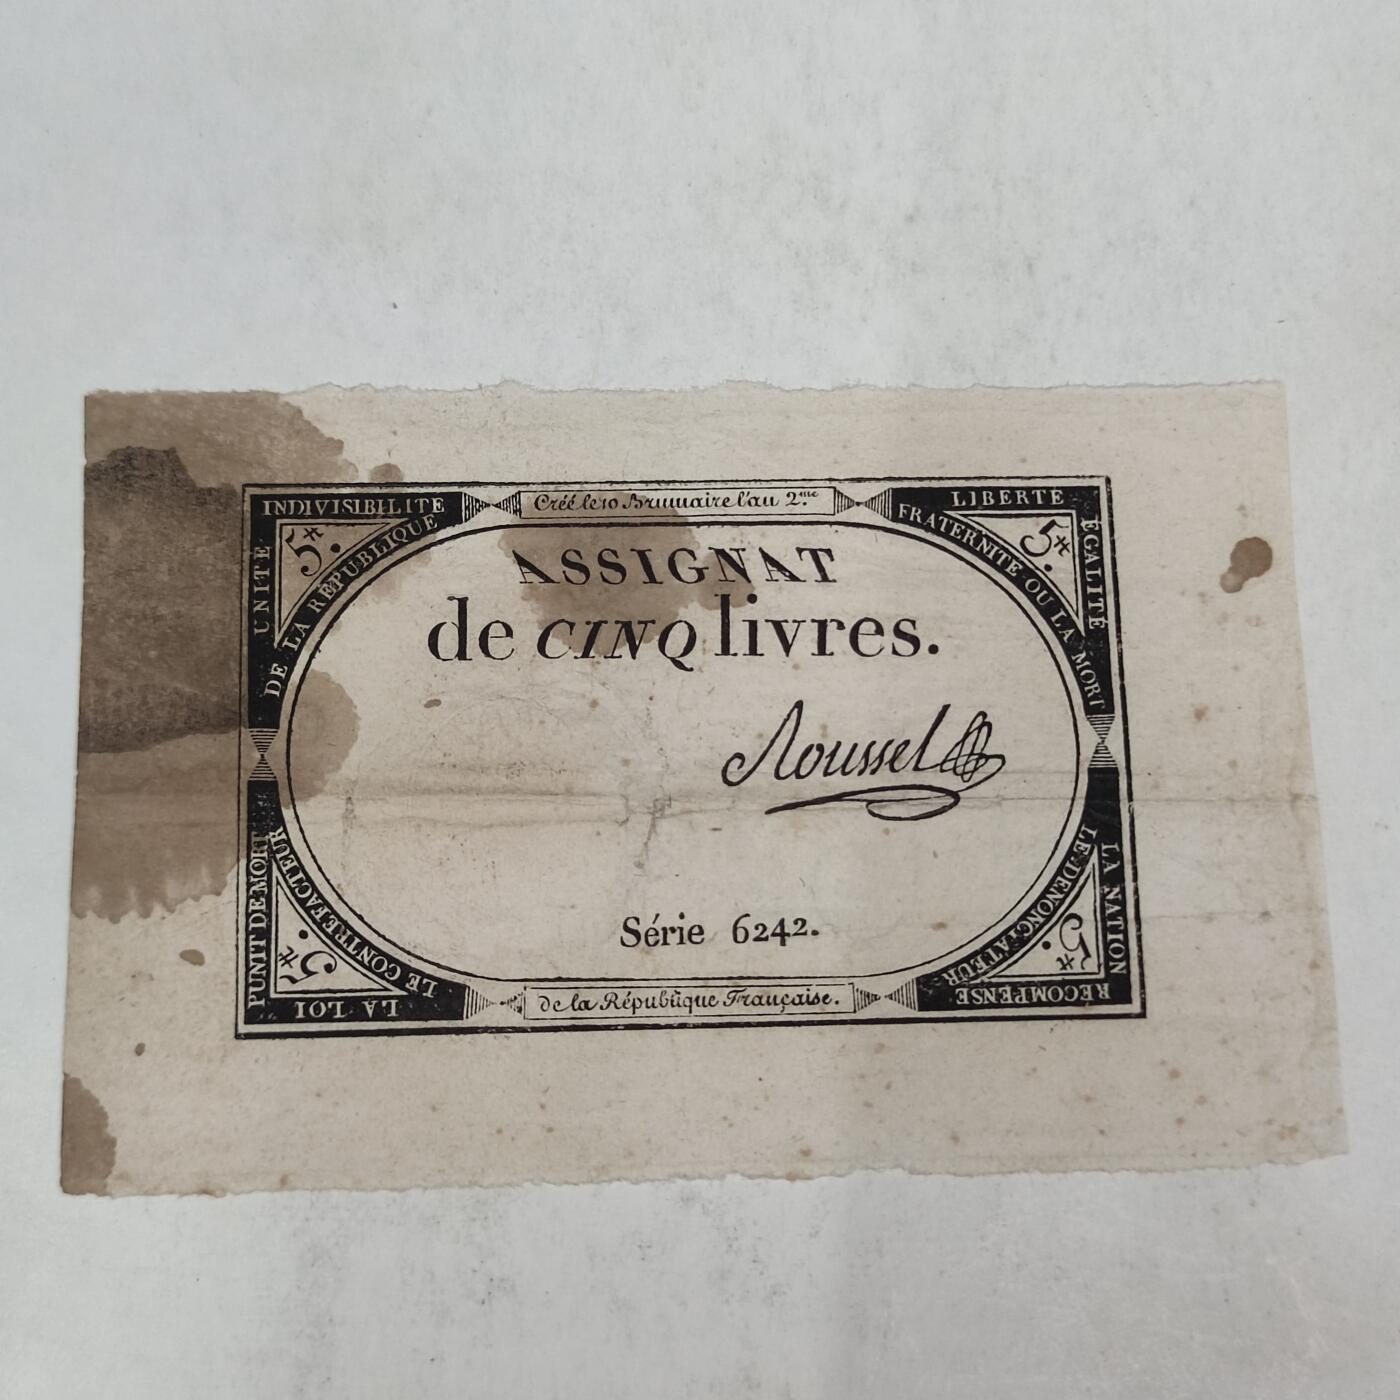 Créé le 10 Brumaire l'an 2.me
INDIVISIBILITE
UNITE
DE LA RÉPUBLIQUE
5₶.
LIBERTE
EGALITE
FRATERNITE OU LA MORT
5₶
ASSIGNAT
de CINQ livres.
Roussel
Série 6242.
LA LOI
PUNIT DE MORT
LE CONTREFACTEUR
5₶.
LA NATION
RECOMPENSE
LE DENONCIATEUR
5₶.
de la République Française.